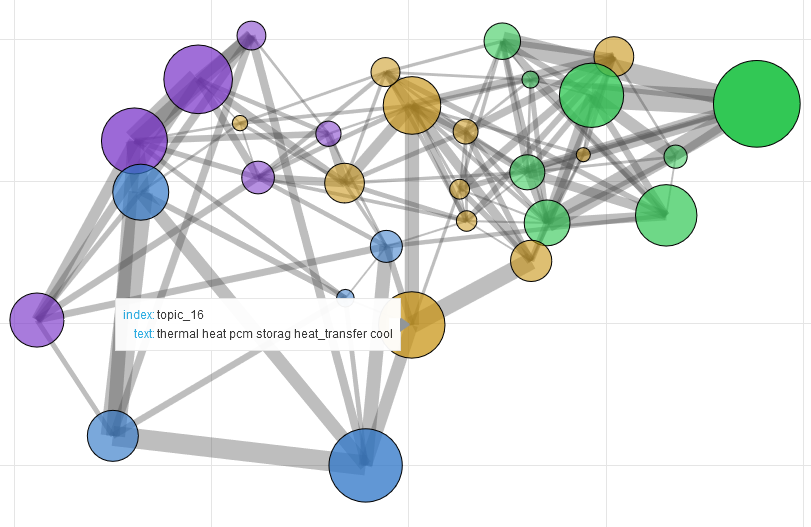 index: topic_16
text: thermal heat pcm storag heat_transfer cool